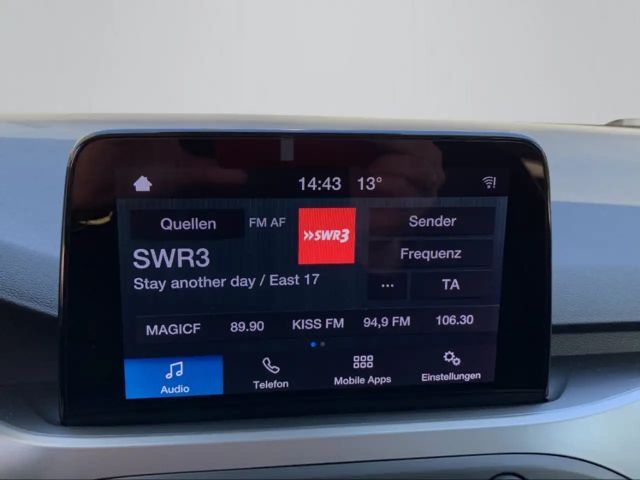 14:43 13°
Quellen FM AF »SWR3 Sender
SWR3 Frequenz
Stay another day / East 17 ... TA
MAGICF 89.90 KISS FM 94,9 FM 106.30
Audio Telefon Mobile Apps Einstellungen